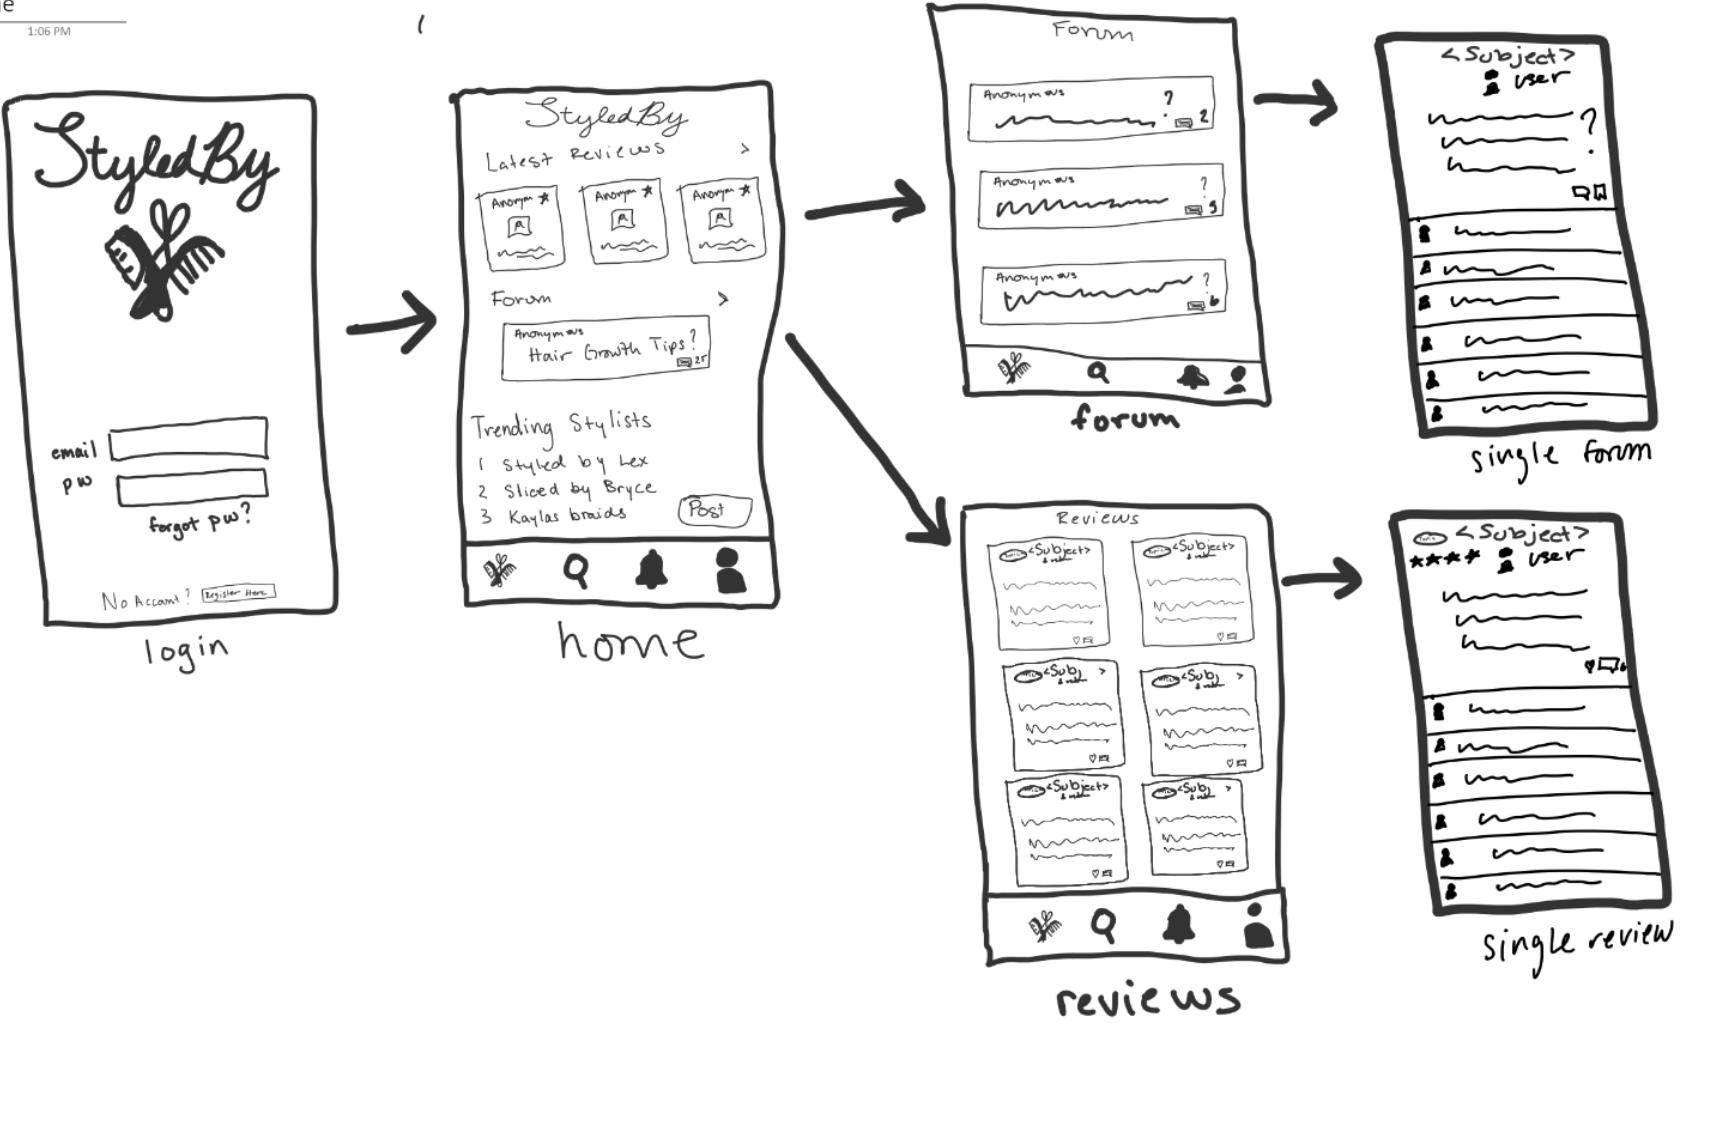 1:06 PM
StyledBy
email
pw
forgot pw?
No Account? Register Here
login
StyledBy
Latest Reviews >
Anonym
Anonym
Anonym
Forum >
Anonymous
Hair Growth Tips?
25
Trending Stylists
1 Styled by Lex
2 Sliced by Bryce
3 Kaylas braids
Post
home
Forum
Anonymous ?
2
Anonymous ?
Anonymous ?
6
forum
<Subject>
user
?
single forum
Reviews
<Subject>
<Subject>
<Subj >
<Subj >
<Subject>
<Subj >
reviews
<Subject>
user
single review